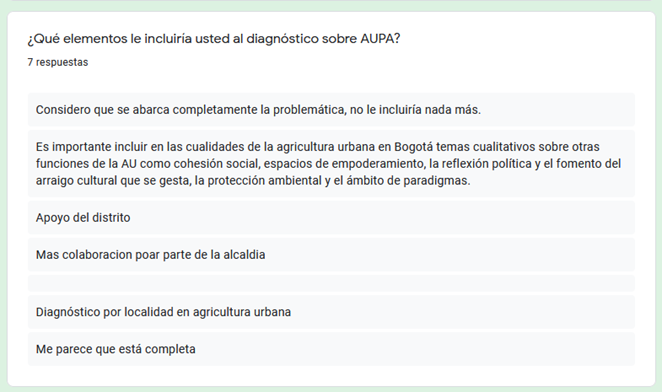 ¿Qué elementos le incluiría usted al diagnóstico sobre AUPA?
7 respuestas
Considero que se abarca completamente la problemática, no le incluiría nada más.
Es importante incluir en las cualidades de la agricultura urbana en Bogotá temas cualitativos sobre otras
funciones de la AU como cohesión social, espacios de empoderamiento, la reflexión política y el fomento del
arraigo cultural que se gesta, la protección ambiental y el ámbito de paradigmas.
Apoyo del distrito
Mas colaboracion poar parte de la alcaldia
Diagnóstico por localidad en agricultura urbana
Me parece que está completa